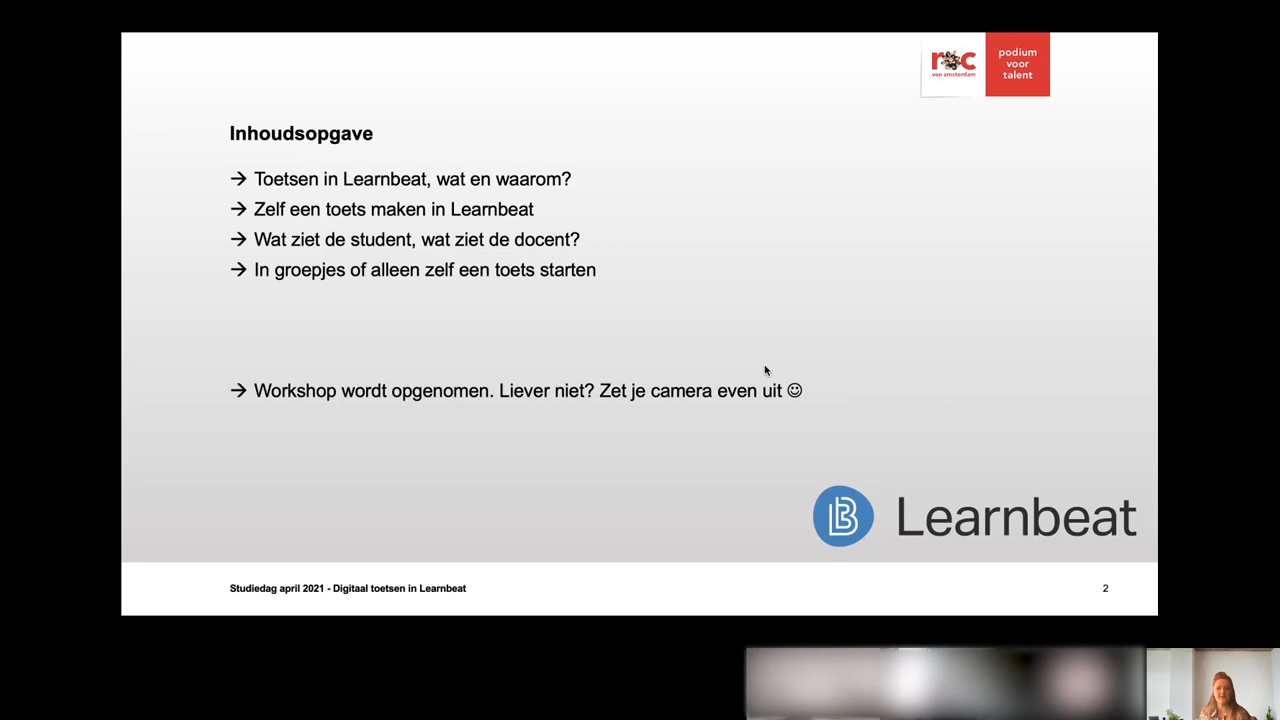 roc
van amsterdam
podium
voor
talent
Inhoudsopgave
→ Toetsen in Learnbeat, wat en waarom?
→ Zelf een toets maken in Learnbeat
→ Wat ziet de student, wat ziet de docent?
→ In groepjes of alleen zelf een toets starten
→ Workshop wordt opgenomen. Liever niet? Zet je camera even uit ☺
LB Learnbeat
Studiedag april 2021 - Digitaal toetsen in Learnbeat
2